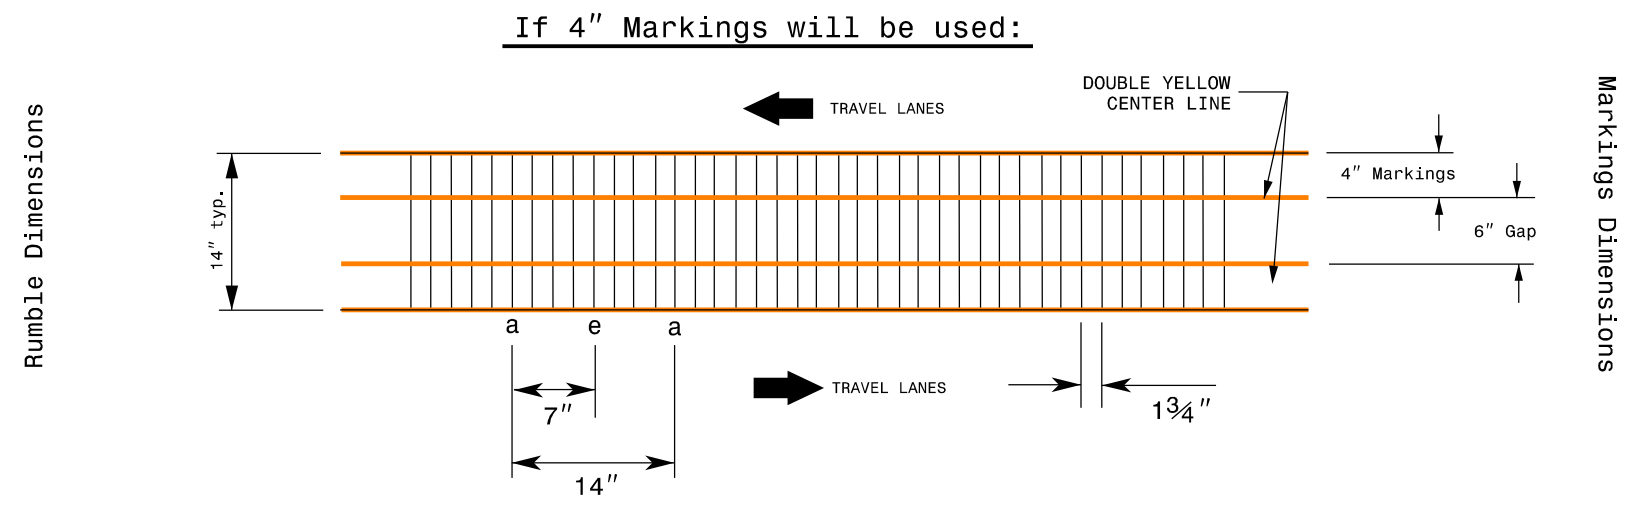 If 4″ Markings will be used:
DOUBLE YELLOW
CENTER LINE
TRAVEL LANES
Rumble Dimensions
14″ typ.
4″ Markings
6″ Gap
Markings Dimensions
a e a
TRAVEL LANES
7″
1¾″
14″